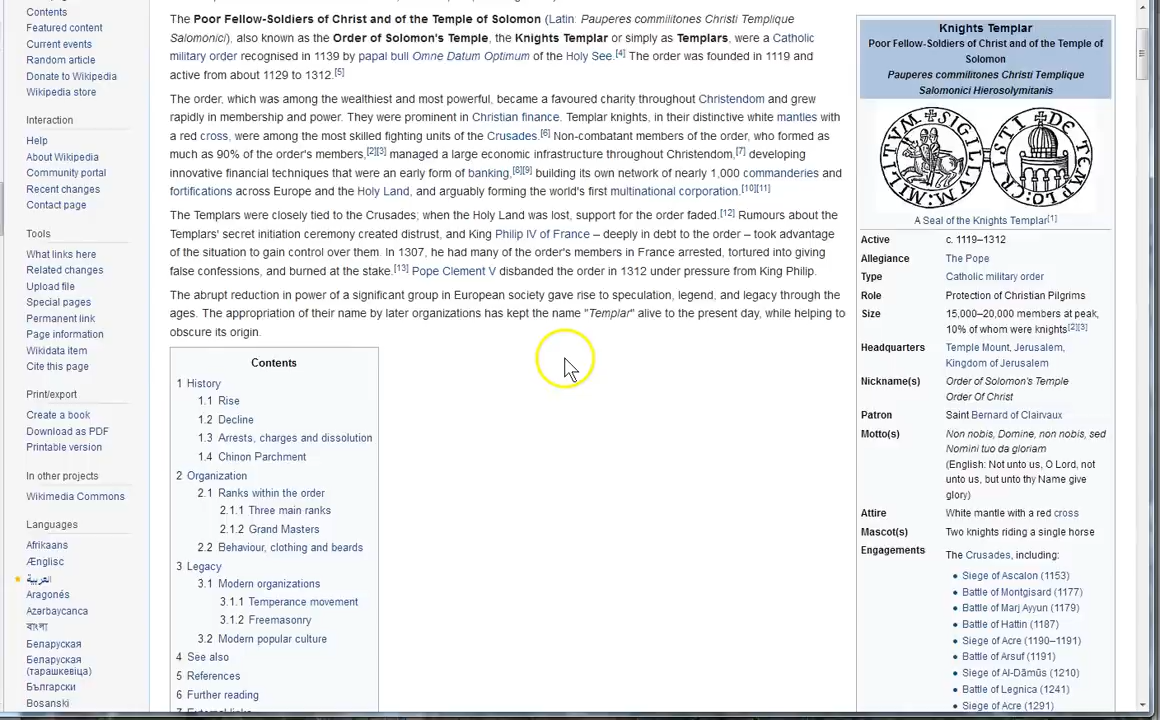 Contents
Featured content
Current events
Random article
Donate to Wikipedia
Wikipedia store
Interaction
Help
About Wikipedia
Community portal
Recent changes
Contact page
Tools
What links here
Related changes
Upload file
Special pages
Permanent link
Page information
Wikidata item
Cite this page
Print/export
Create a book
Download as PDF
Printable version
In other projects
Wikimedia Commons
Languages
Afrikaans
Ænglisc
العربية
Aragonés
Azərbaycanca
বাংলা
Беларуская
Беларуская
(тарашкевіца)
Български
Bosanski
The Poor Fellow-Soldiers of Christ and of the Temple of Solomon (Latin: Pauperes commilitones Christi Templique
Salomonici), also known as the Order of Solomon's Temple, the Knights Templar or simply as Templars, were a Catholic
military order recognised in 1139 by papal bull Omne Datum Optimum of the Holy See.[4] The order was founded in 1119 and
active from about 1129 to 1312.[5]
The order, which was among the wealthiest and most powerful, became a favoured charity throughout Christendom and grew
rapidly in membership and power. They were prominent in Christian finance. Templar knights, in their distinctive white mantles with
a red cross, were among the most skilled fighting units of the Crusades.[6] Non-combatant members of the order, who formed as
much as 90% of the order's members,[2][3] managed a large economic infrastructure throughout Christendom,[7] developing
innovative financial techniques that were an early form of banking,[8][9] building its own network of nearly 1,000 commanderies and
fortifications across Europe and the Holy Land, and arguably forming the world's first multinational corporation.[10][11]
The Templars were closely tied to the Crusades; when the Holy Land was lost, support for the order faded.[12] Rumours about the
Templars' secret initiation ceremony created distrust, and King Philip IV of France – deeply in debt to the order – took advantage
of the situation to gain control over them. In 1307, he had many of the order's members in France arrested, tortured into giving
false confessions, and burned at the stake.[13] Pope Clement V disbanded the order in 1312 under pressure from King Philip.
The abrupt reduction in power of a significant group in European society gave rise to speculation, legend, and legacy through the
ages. The appropriation of their name by later organizations has kept the name "Templar" alive to the present day, while helping to
obscure its origin.
Contents
1 History
1.1 Rise
1.2 Decline
1.3 Arrests, charges and dissolution
1.4 Chinon Parchment
2 Organization
2.1 Ranks within the order
2.1.1 Three main ranks
2.1.2 Grand Masters
2.2 Behaviour, clothing and beards
3 Legacy
3.1 Modern organizations
3.1.1 Temperance movement
3.1.2 Freemasonry
3.2 Modern popular culture
4 See also
5 References
6 Further reading
7 External links
Knights Templar
Poor Fellow-Soldiers of Christ and of the Temple of
Solomon
Pauperes commilitones Christi Templique
Salomonici Hierosolymitanis
A Seal of the Knights Templar[1]
Active c. 1119–1312
Allegiance The Pope
Type Catholic military order
Role Protection of Christian Pilgrims
Size 15,000–20,000 members at peak,
10% of whom were knights[2][3]
Headquarters Temple Mount, Jerusalem,
Kingdom of Jerusalem
Nickname(s) Order of Solomon's Temple
Order Of Christ
Patron Saint Bernard of Clairvaux
Motto(s) Non nobis, Domine, non nobis, sed
Nomini tuo da gloriam
(English: Not unto us, O Lord, not
unto us, but unto thy Name give
glory)
Attire White mantle with a red cross
Mascot(s) Two knights riding a single horse
Engagements The Crusades, including:
Siege of Ascalon (1153)
Battle of Montgisard (1177)
Battle of Marj Ayyun (1179)
Battle of Hattin (1187)
Siege of Acre (1190–1191)
Battle of Arsuf (1191)
Siege of Al-Dāmūs (1210)
Battle of Legnica (1241)
Siege of Acre (1291)